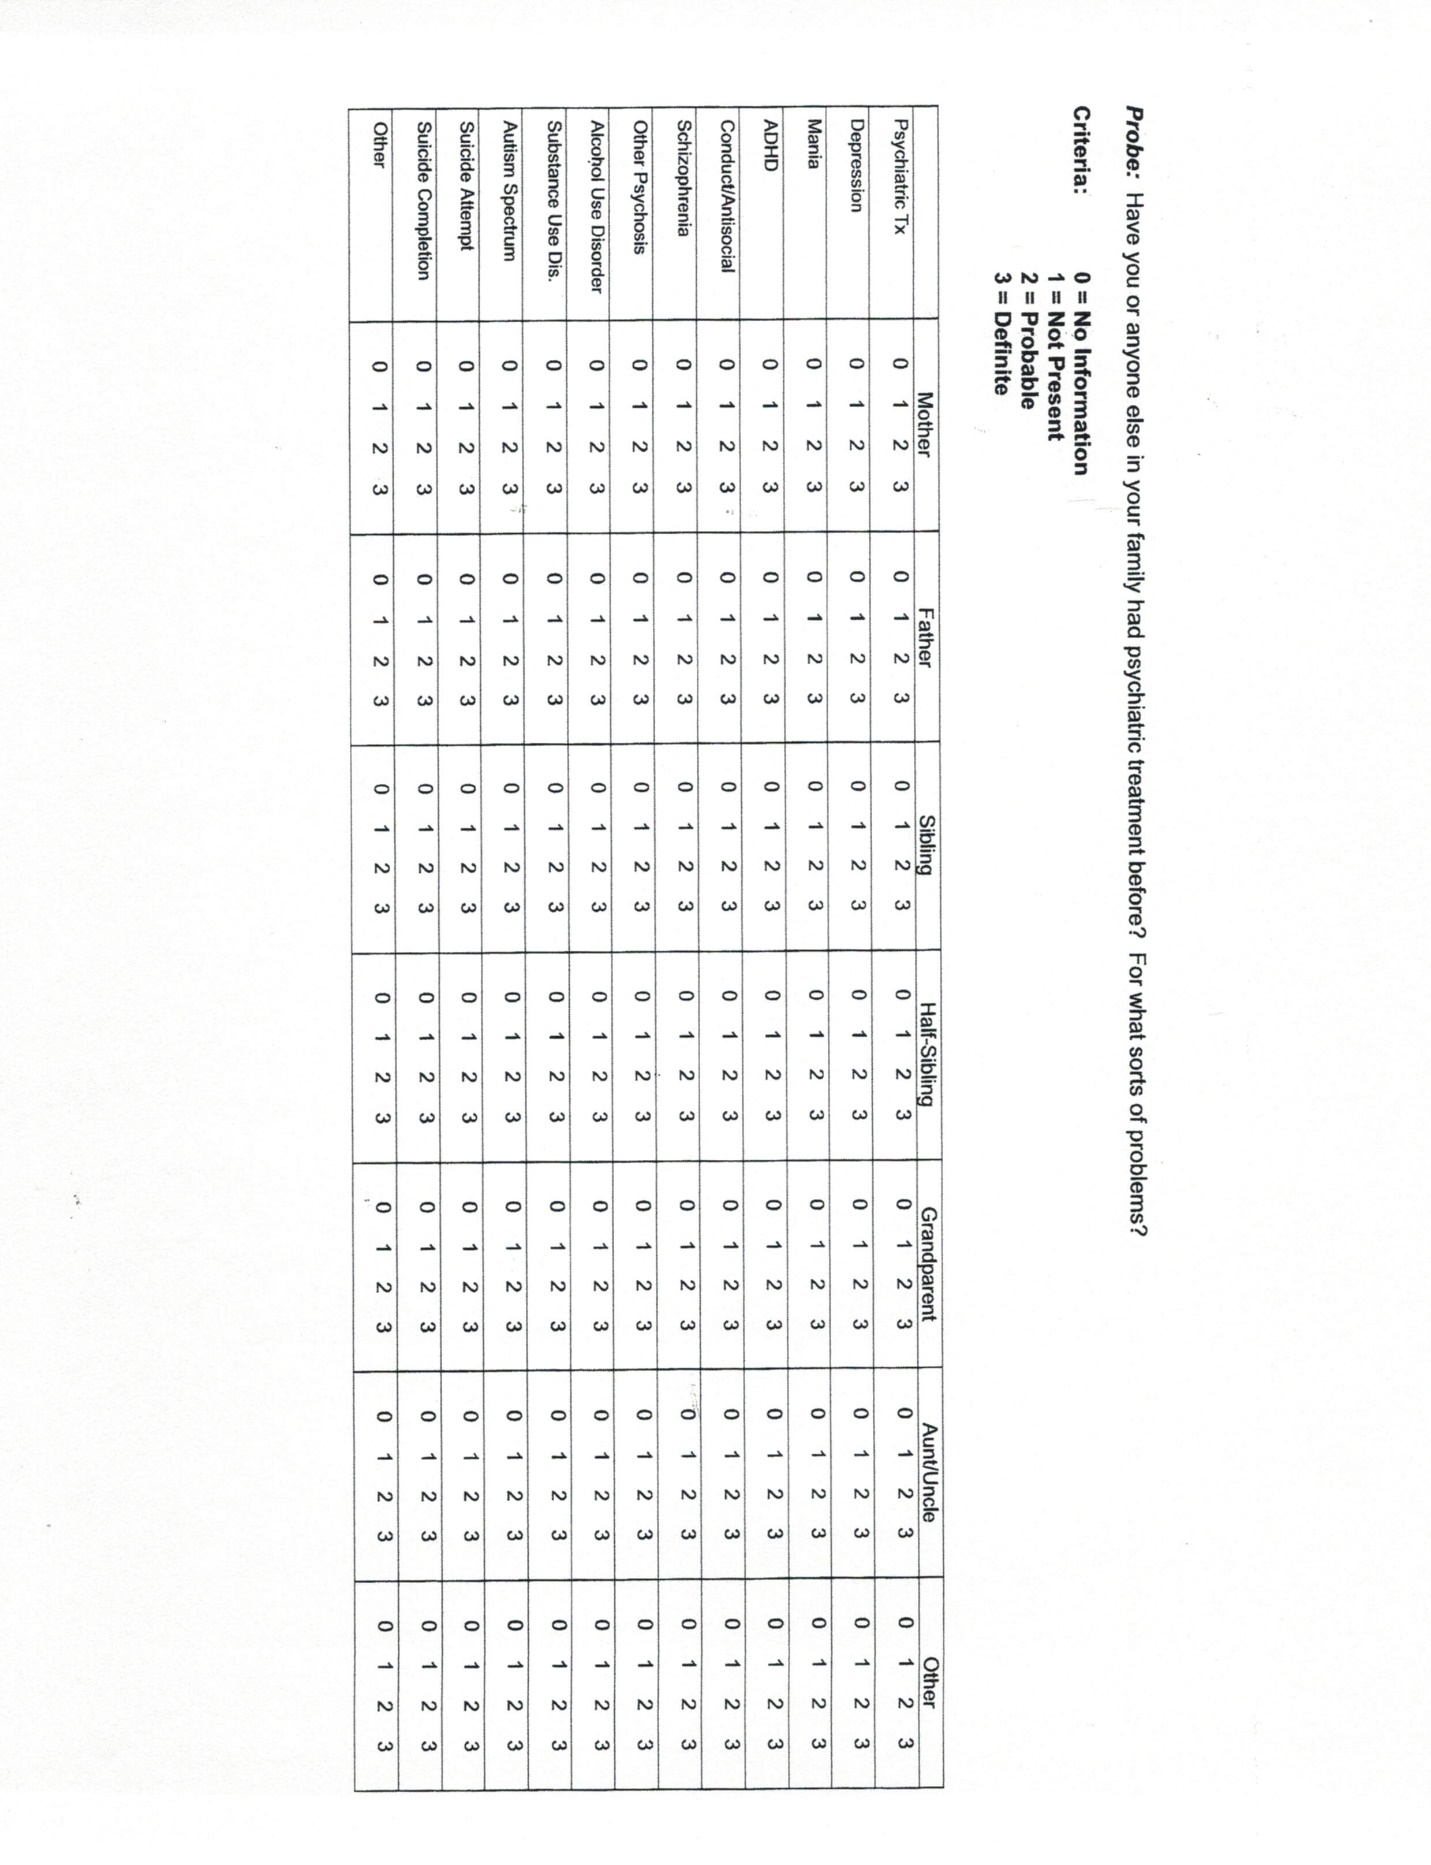 Probe: Have you or anyone else in your family had psychiatric treatment before? For what sorts of problems?
Criteria: 0 = No Information
1 = Not Present
2 = Probable
3 = Definite
Mother Father Sibling Half-Sibling Grandparent Aunt/Uncle Other
Psychiatric Tx 0 1 2 3 0 1 2 3 0 1 2 3 0 1 2 3 0 1 2 3 0 1 2 3 0 1 2 3
Depression 0 1 2 3 0 1 2 3 0 1 2 3 0 1 2 3 0 1 2 3 0 1 2 3 0 1 2 3
Mania 0 1 2 3 0 1 2 3 0 1 2 3 0 1 2 3 0 1 2 3 0 1 2 3 0 1 2 3
ADHD 0 1 2 3 0 1 2 3 0 1 2 3 0 1 2 3 0 1 2 3 0 1 2 3 0 1 2 3
Conduct/Antisocial 0 1 2 3 0 1 2 3 0 1 2 3 0 1 2 3 0 1 2 3 0 1 2 3 0 1 2 3
Schizophrenia 0 1 2 3 0 1 2 3 0 1 2 3 0 1 2 3 0 1 2 3 0 1 2 3 0 1 2 3
Other Psychosis 0 1 2 3 0 1 2 3 0 1 2 3 0 1 2 3 0 1 2 3 0 1 2 3 0 1 2 3
Alcohol Use Disorder 0 1 2 3 0 1 2 3 0 1 2 3 0 1 2 3 0 1 2 3 0 1 2 3 0 1 2 3
Substance Use Dis. 0 1 2 3 0 1 2 3 0 1 2 3 0 1 2 3 0 1 2 3 0 1 2 3 0 1 2 3
Autism Spectrum 0 1 2 3 0 1 2 3 0 1 2 3 0 1 2 3 0 1 2 3 0 1 2 3 0 1 2 3
Suicide Attempt 0 1 2 3 0 1 2 3 0 1 2 3 0 1 2 3 0 1 2 3 0 1 2 3 0 1 2 3
Suicide Completion 0 1 2 3 0 1 2 3 0 1 2 3 0 1 2 3 0 1 2 3 0 1 2 3 0 1 2 3
Other 0 1 2 3 0 1 2 3 0 1 2 3 0 1 2 3 0 1 2 3 0 1 2 3 0 1 2 3